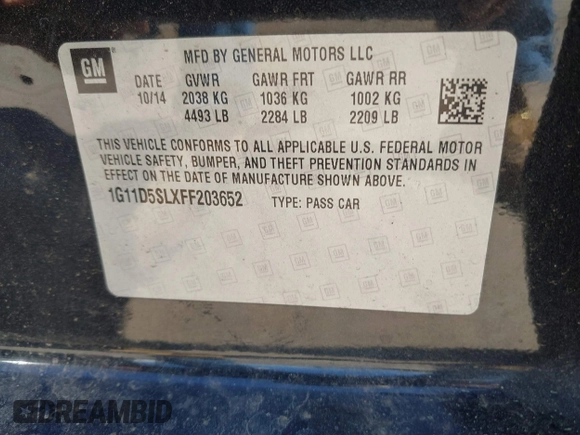 GM
MFD BY GENERAL MOTORS LLC
DATE GVWR GAWR FRT GAWR RR
10/14 2038 KG 1036 KG 1002 KG
4493 LB 2284 LB 2209 LB
THIS VEHICLE CONFORMS TO ALL APPLICABLE U.S. FEDERAL MOTOR
VEHICLE SAFETY, BUMPER, AND THEFT PREVENTION STANDARDS IN
EFFECT ON THE DATE OF MANUFACTURE SHOWN ABOVE.
1G11D5SLXFF203652 TYPE: PASS CAR
DREAMBID